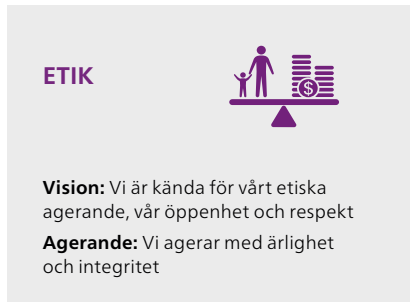 ETIK
$
Vision: Vi är kända för vårt etiska
agerande, vår öppenhet och respekt
Agerande: Vi agerar med ärlighet
och integritet